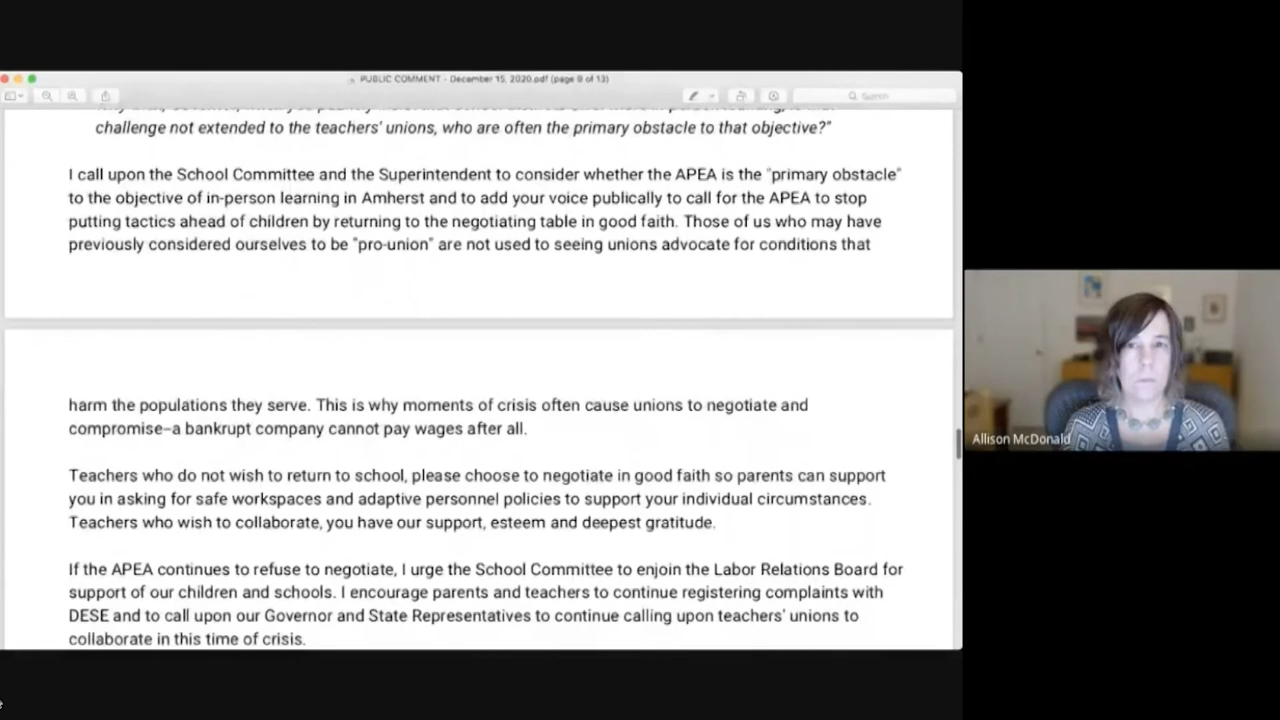 PUBLIC COMMENT - December 15, 2020.pdf (page 9 of 13)
Search
challenge not extended to the teachers' unions, who are often the primary obstacle to that objective?"
I call upon the School Committee and the Superintendent to consider whether the APEA is the "primary obstacle"
to the objective of in-person learning in Amherst and to add your voice publically to call for the APEA to stop
putting tactics ahead of children by returning to the negotiating table in good faith. Those of us who may have
previously considered ourselves to be "pro-union" are not used to seeing unions advocate for conditions that
harm the populations they serve. This is why moments of crisis often cause unions to negotiate and
compromise–a bankrupt company cannot pay wages after all.
Teachers who do not wish to return to school, please choose to negotiate in good faith so parents can support
you in asking for safe workspaces and adaptive personnel policies to support your individual circumstances.
Teachers who wish to collaborate, you have our support, esteem and deepest gratitude.
If the APEA continues to refuse to negotiate, I urge the School Committee to enjoin the Labor Relations Board for
support of our children and schools. I encourage parents and teachers to continue registering complaints with
DESE and to call upon our Governor and State Representatives to continue calling upon teachers' unions to
collaborate in this time of crisis.
Allison McDonald